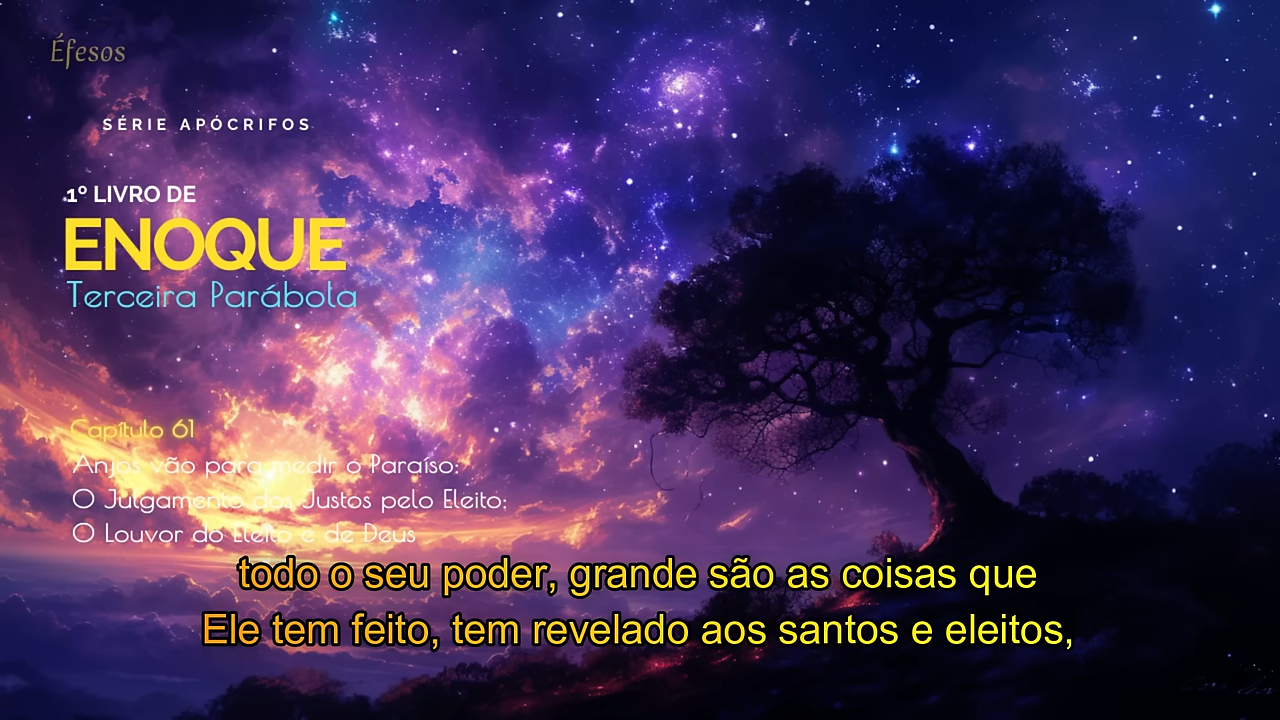 Éfesos
SÉRIE APÓCRIFOS
1º LIVRO DE
ENOQUE
Terceira Parábola
Capítulo 61
Anjos vão para medir o Paraíso;
O Julgamento dos Justos pelo Eleito;
O Louvor do Eleito e de Deus
todo o seu poder, grande são as coisas que
Ele tem feito, tem revelado aos santos e eleitos,